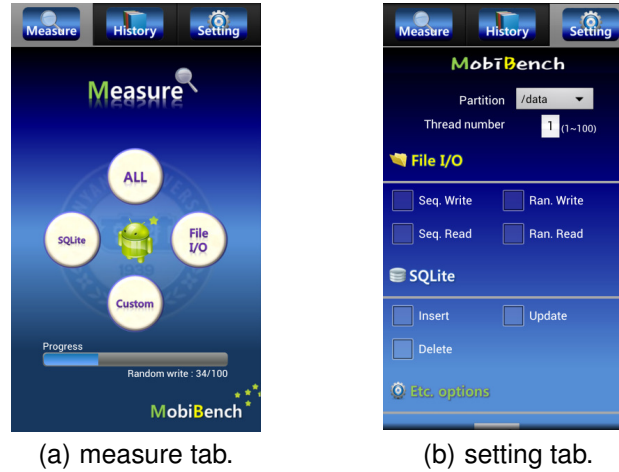 Measure History Setting
Measure
ALL
SQLite
File
I/O
Custom
Progress
Random write : 34/100
MobiBench
(a) measure tab.
Measure History Setting
MobīBench
Partition /data
Thread number 1 (1~100)
File I/O
Seq. Write Ran. Write
Seq. Read Ran. Read
SQLite
Insert Update
Delete
Etc. options
(b) setting tab.